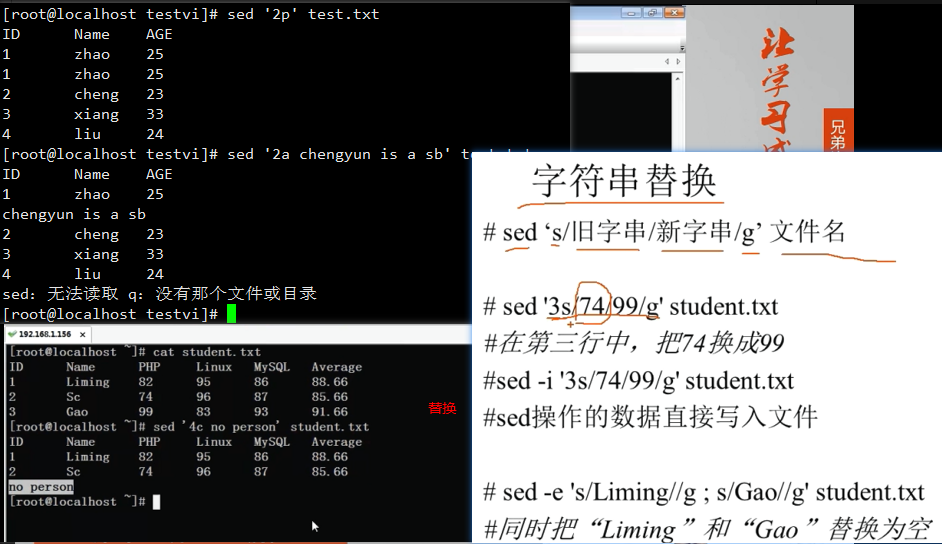 [root@localhost testvi]# sed '2p' test.txt
ID Name AGE
1 zhao 25
1 zhao 25
2 cheng 23
3 xiang 33
4 liu 24
[root@localhost testvi]# sed '2a chengyun is a sb'
ID Name AGE
1 zhao 25
chengyun is a sb
2 cheng 23
3 xiang 33
4 liu 24
sed: 无法读取 q: 没有那个文件或目录
[root@localhost testvi]#
192.168.1.156 ×
[root@localhost ~]# cat student.txt
ID Name PHP Linux MySQL Average
1 Liming 82 95 86 88.66
2 Sc 74 96 87 85.66
3 Gao 99 83 93 91.66
[root@localhost ~]# sed '4c no person' student.txt
ID Name PHP Linux MySQL Average
1 Liming 82 95 86 88.66
2 Sc 74 96 87 85.66
no person
[root@localhost ~]#
替换
让
学
习
兄弟
字符串替换
# sed ‘s/旧字串/新字串/g’ 文件名
# sed '3s/74/99/g' student.txt
#在第三行中，把74换成99
#sed -i '3s/74/99/g' student.txt
#sed操作的数据直接写入文件
# sed -e 's/Liming//g ; s/Gao//g' student.txt
#同时把“Liming”和“Gao”替换为空